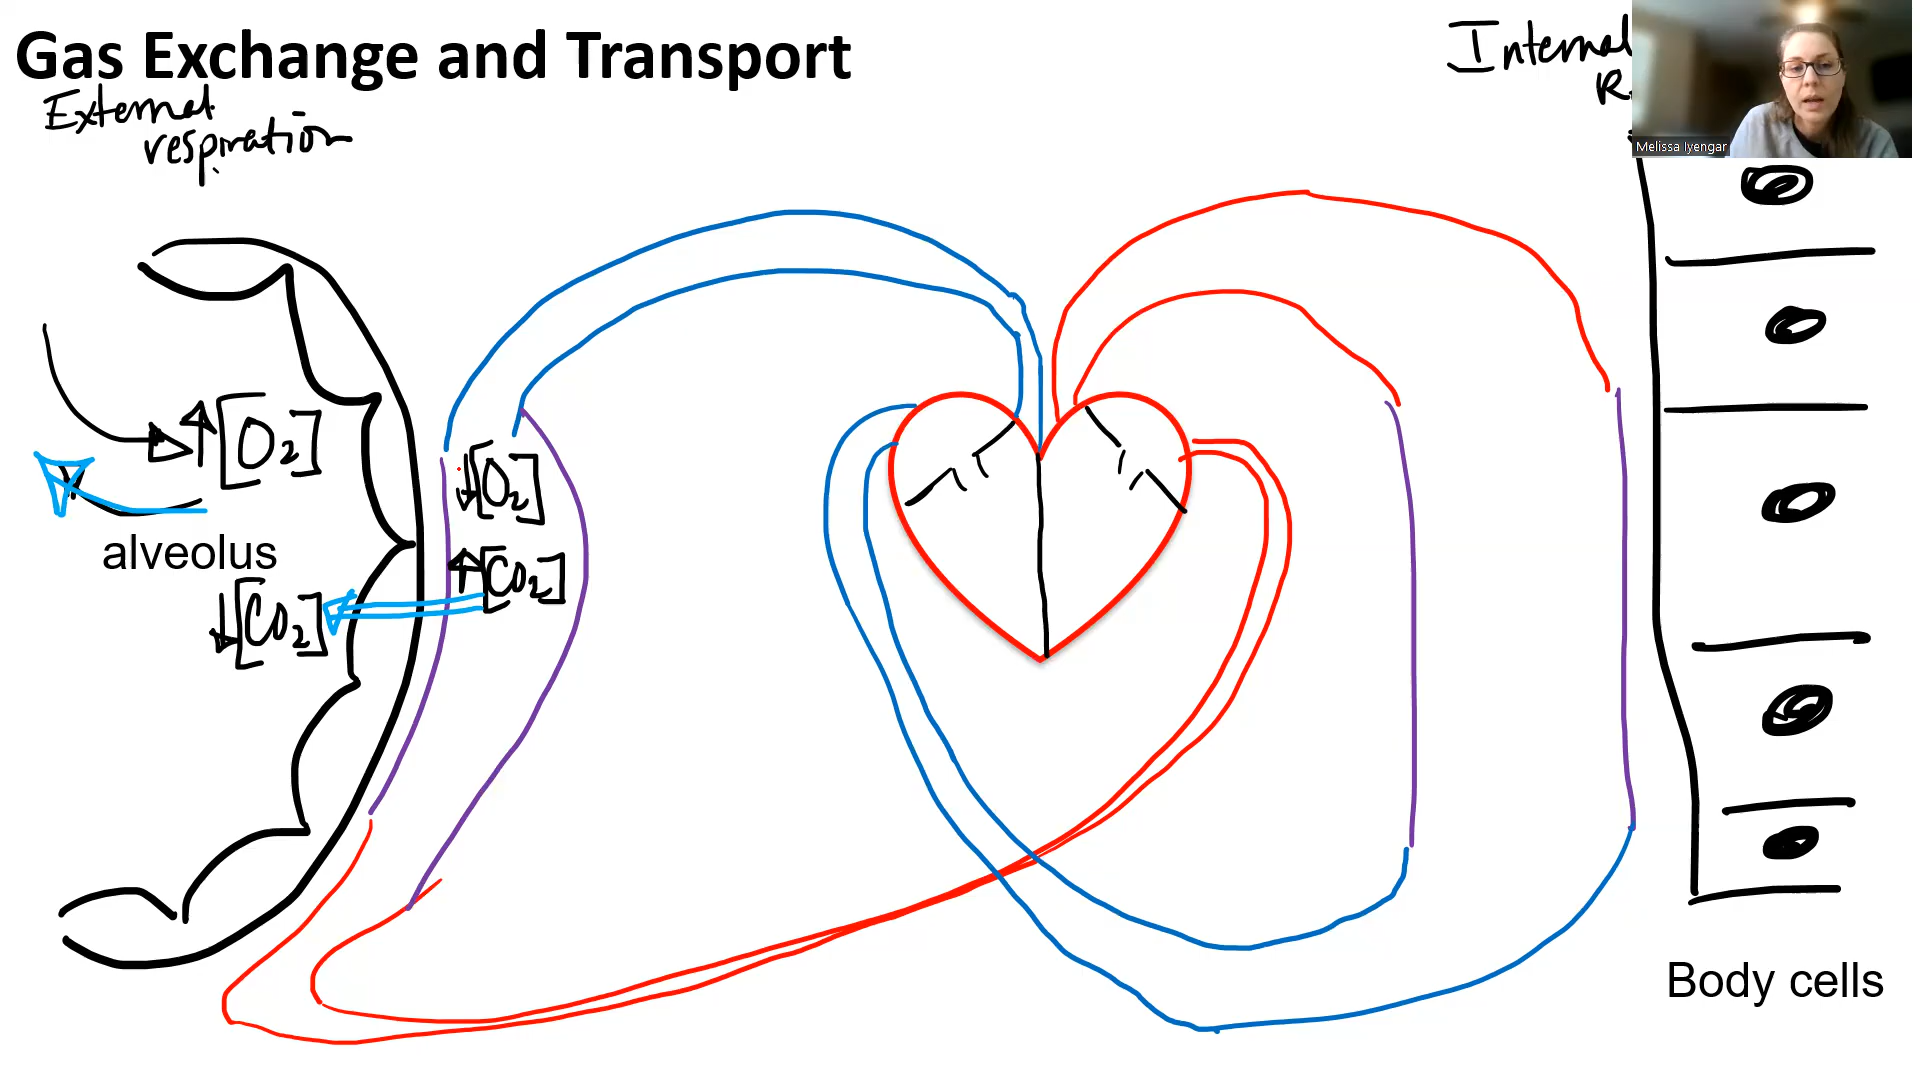 Gas Exchange and Transport
External
respiration
Internal
R
Melissa Iyengar
↑[O₂]
↓[O₂]
alveolus
↑[CO₂]
↓[CO₂]
Body cells